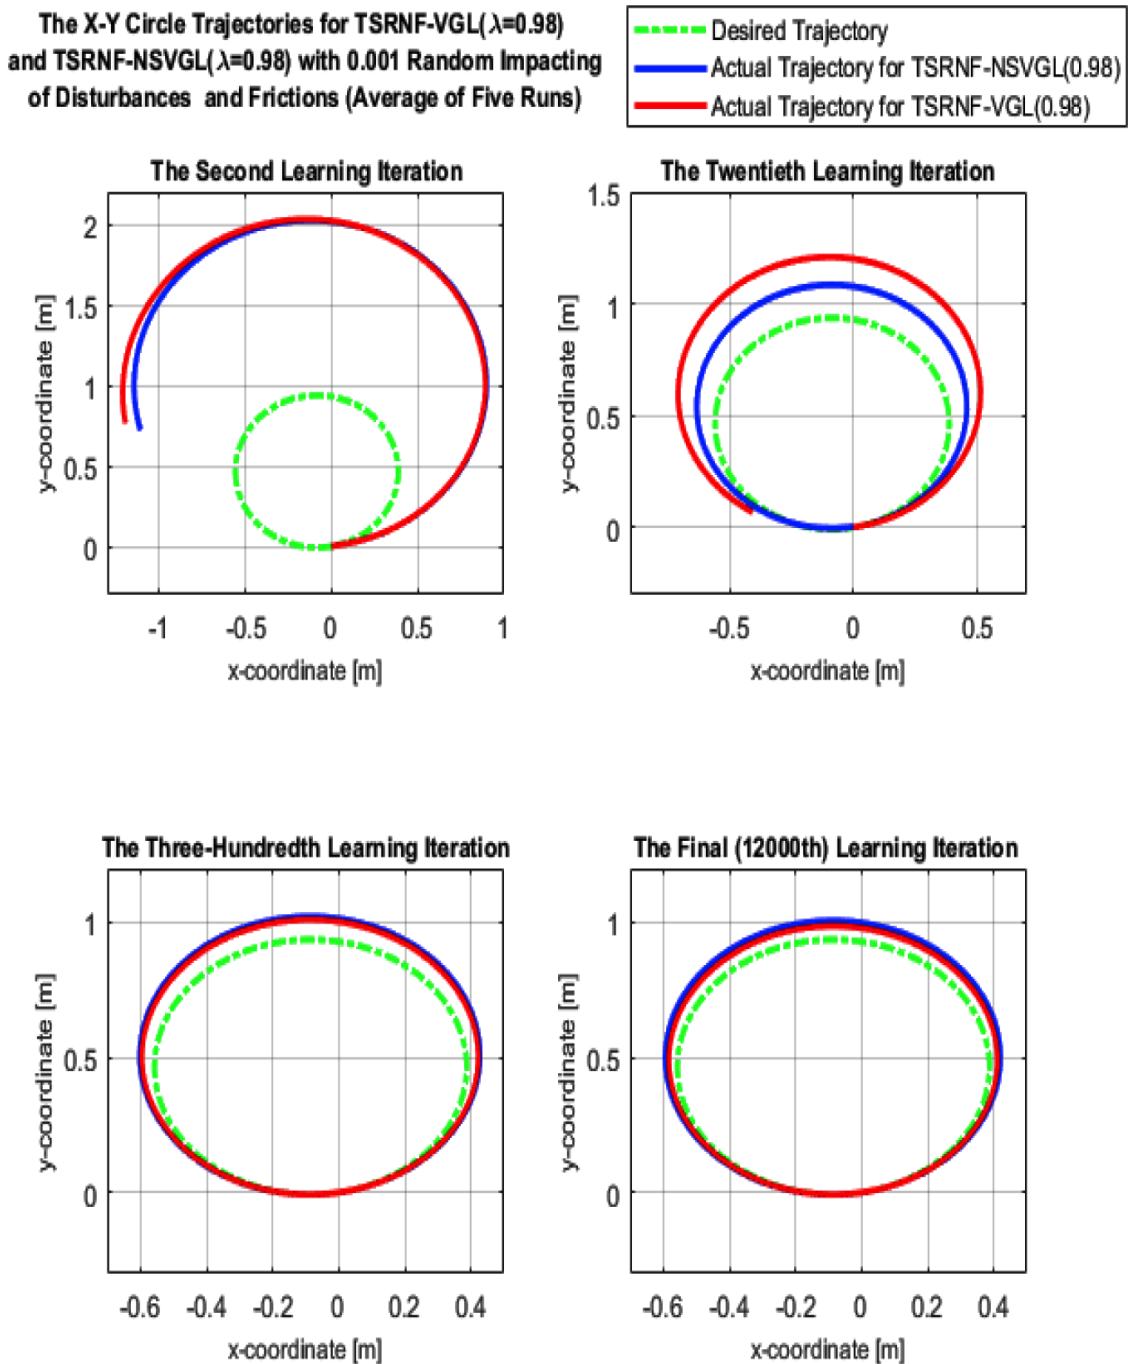 The X-Y Circle Trajectories for TSRNF-VGL(λ=0.98)
and TSRNF-NSVGL(λ=0.98) with 0.001 Random Impacting
of Disturbances and Frictions (Average of Five Runs)
Desired Trajectory
Actual Trajectory for TSRNF-NSVGL(0.98)
Actual Trajectory for TSRNF-VGL(0.98)
The Second Learning Iteration
2
1.5
1
0.5
0
y-coordinate [m]
-1 -0.5 0 0.5 1
x-coordinate [m]
The Twentieth Learning Iteration
1.5
1
0.5
0
y-coordinate [m]
-0.5 0 0.5
x-coordinate [m]
The Three-Hundredth Learning Iteration
1
0.5
0
y-coordinate [m]
-0.6 -0.4 -0.2 0 0.2 0.4
x-coordinate [m]
The Final (12000th) Learning Iteration
1
0.5
0
y-coordinate [m]
-0.6 -0.4 -0.2 0 0.2 0.4
x-coordinate [m]